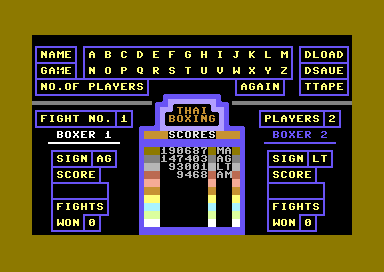 NAME A B C D E F G H I J K L M DLOAD
GAME N O P Q R S T U V W X Y Z DSAVE
NO.OF PLAYERS AGAIN TTAPE
THAI
BOXING
FIGHT NO. 1 PLAYERS 2
BOXER 1 SCORES BOXER 2
190687 MG
SIGN AG 147403 AG SIGN LT
93001 LT
SCORE 9468 AM SCORE
FIGHTS FIGHTS
WON 0 WON 0